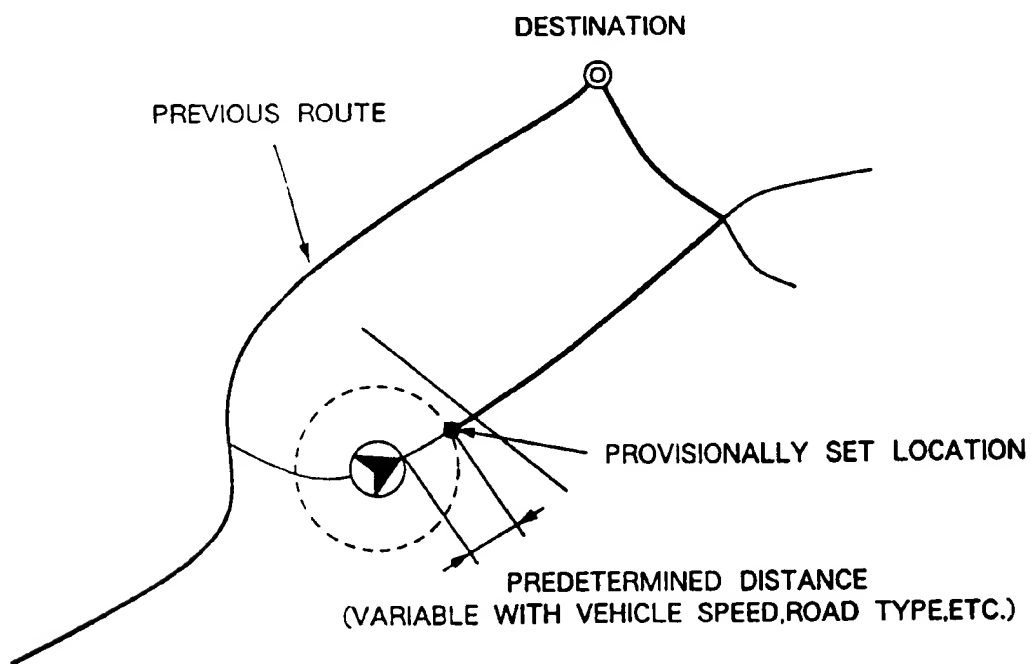 DESTINATION
PREVIOUS ROUTE
PROVISIONALLY SET LOCATION
PREDETERMINED DISTANCE
(VARIABLE WITH VEHICLE SPEED,ROAD TYPE,ETC.)